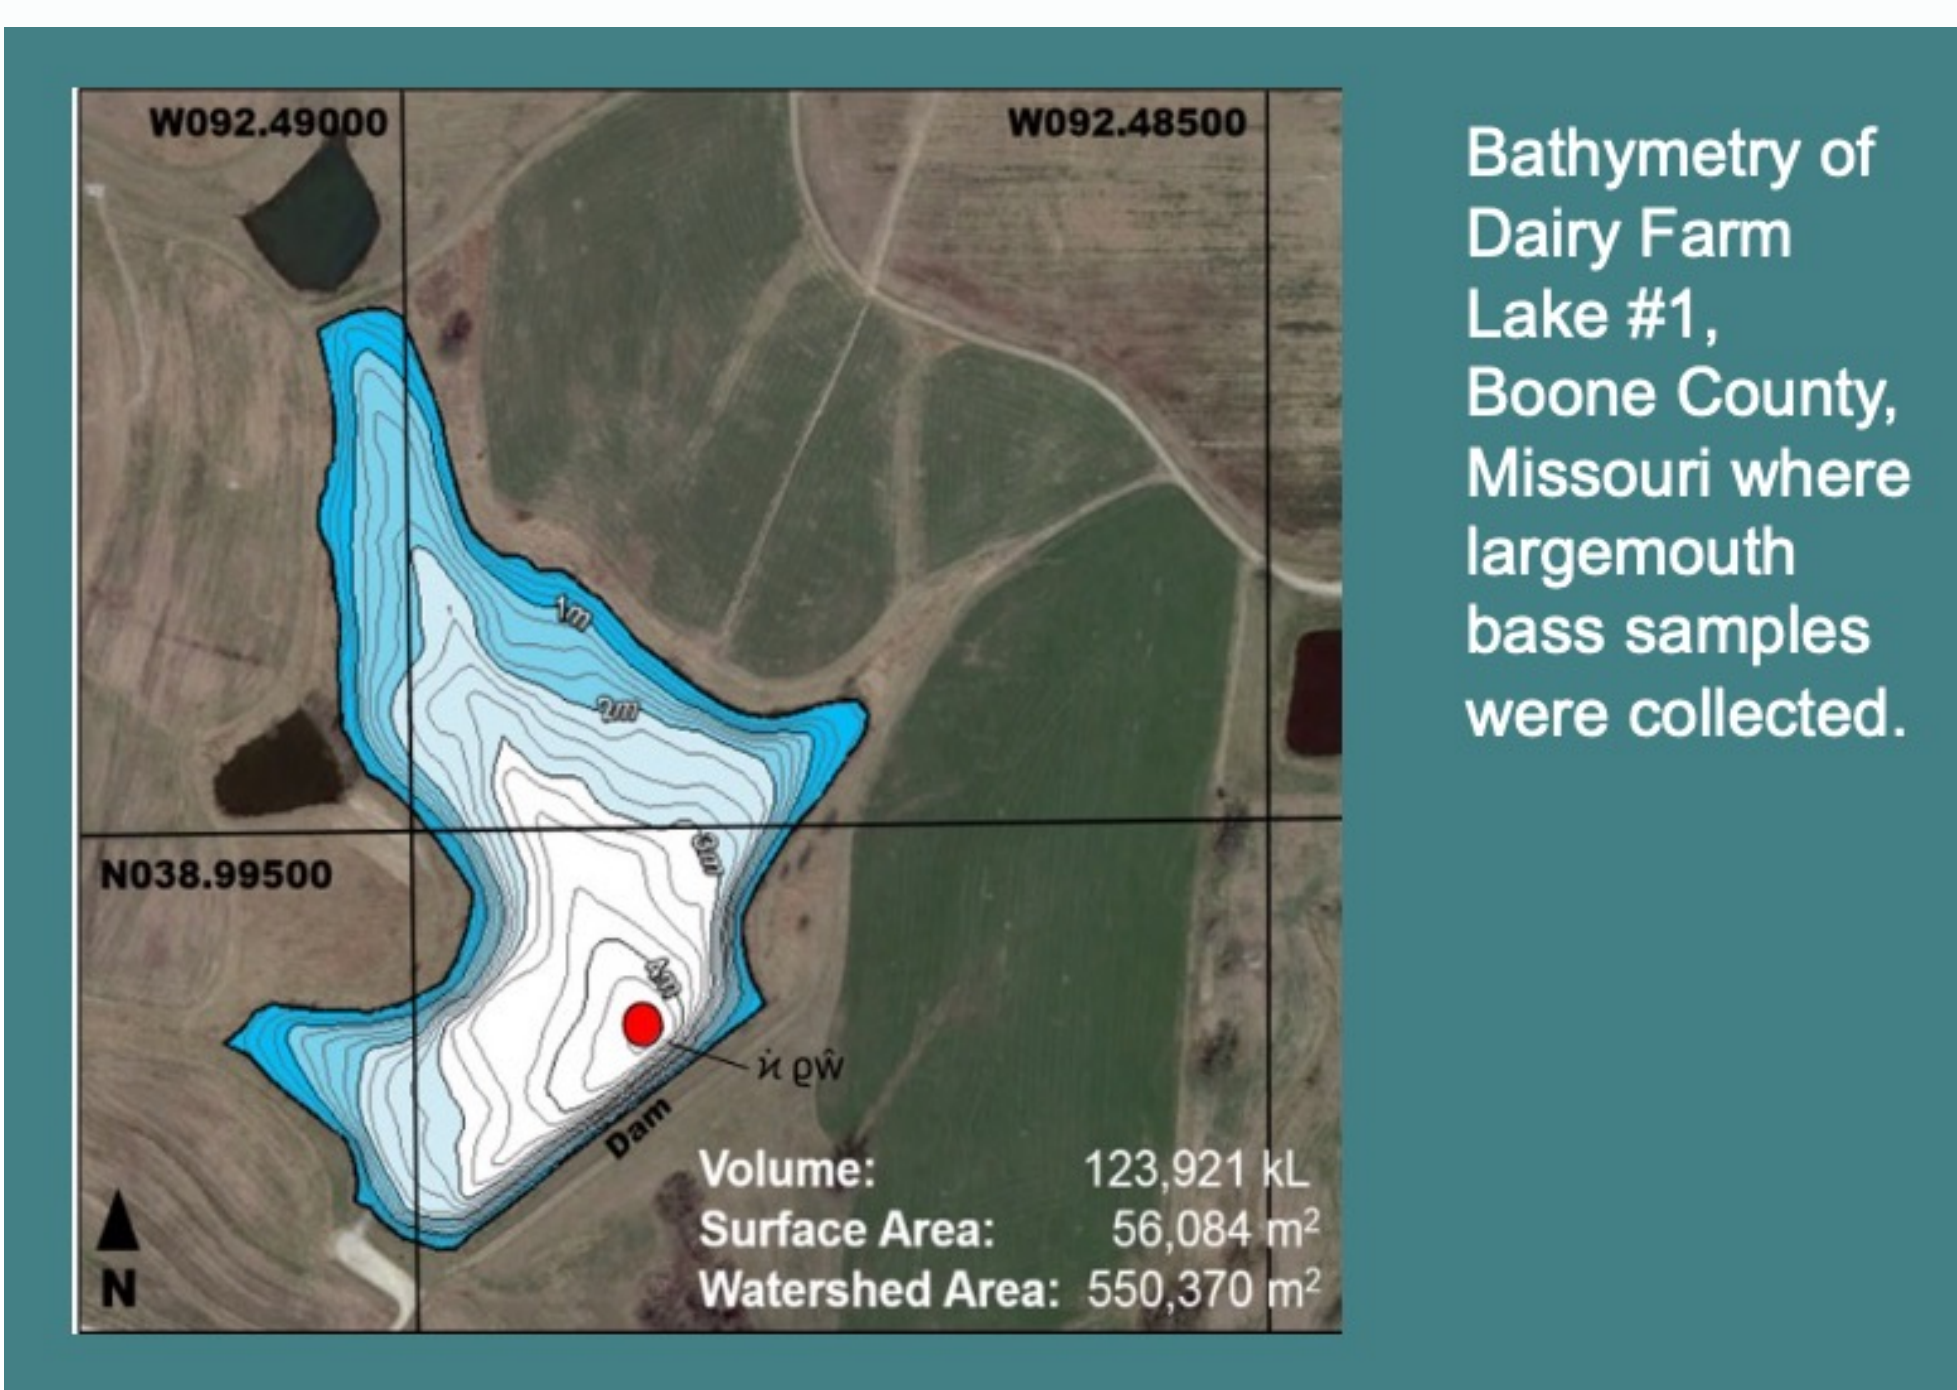 W092.49000
W092.48500
Bathymetry of
Dairy Farm
Lake #1,
Boone County,
Missouri where
largemouth
bass samples
were collected.
1m
2m
N038.99500
3m
4m
ϰ̇ ϱŵ
Dam
Volume: 123,921 kL
Surface Area: 56,084 m²
Watershed Area: 550,370 m²
N